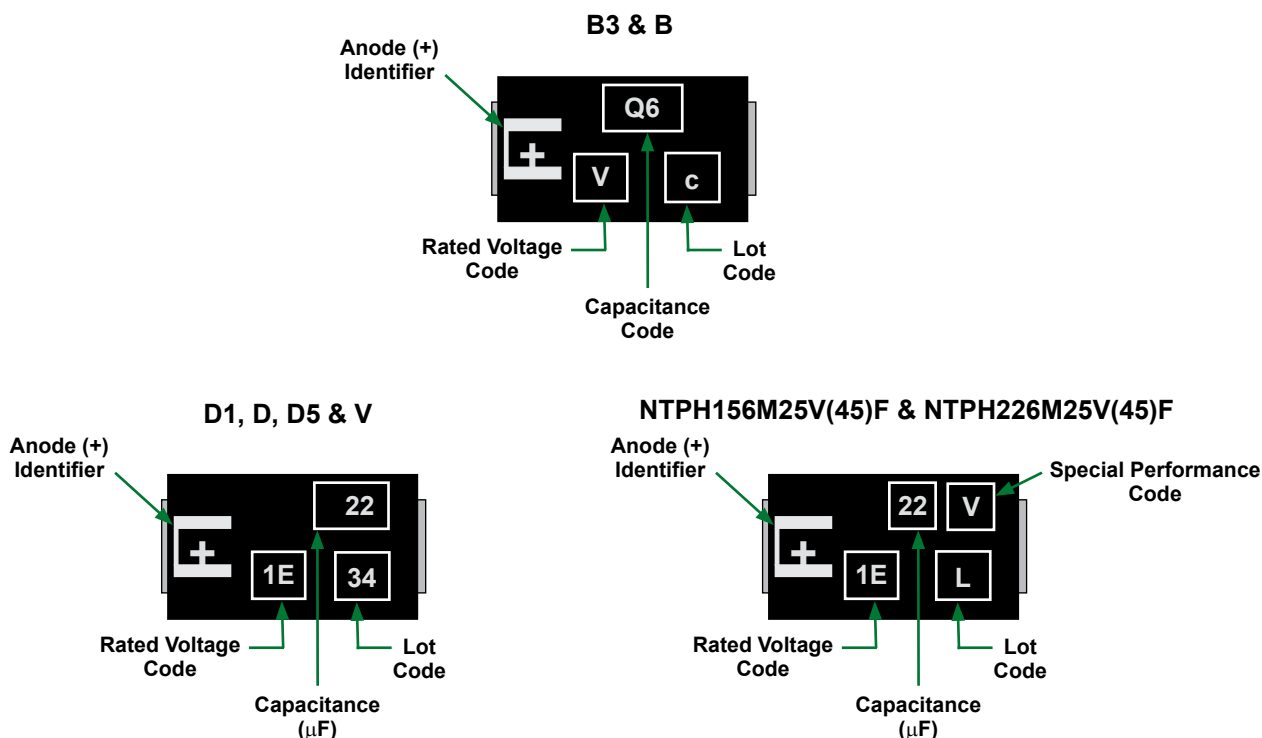 B3 & B
Anode (+)
Identifier
Q6
+
V
c
Rated Voltage
Code
Lot
Code
Capacitance
Code
D1, D, D5 & V
Anode (+)
Identifier
22
+
1E
34
Rated Voltage
Code
Lot
Code
Capacitance
(µF)
NTPH156M25V(45)F & NTPH226M25V(45)F
Anode (+)
Identifier
Special Performance
Code
22
V
+
1E
L
Rated Voltage
Code
Lot
Code
Capacitance
(µF)